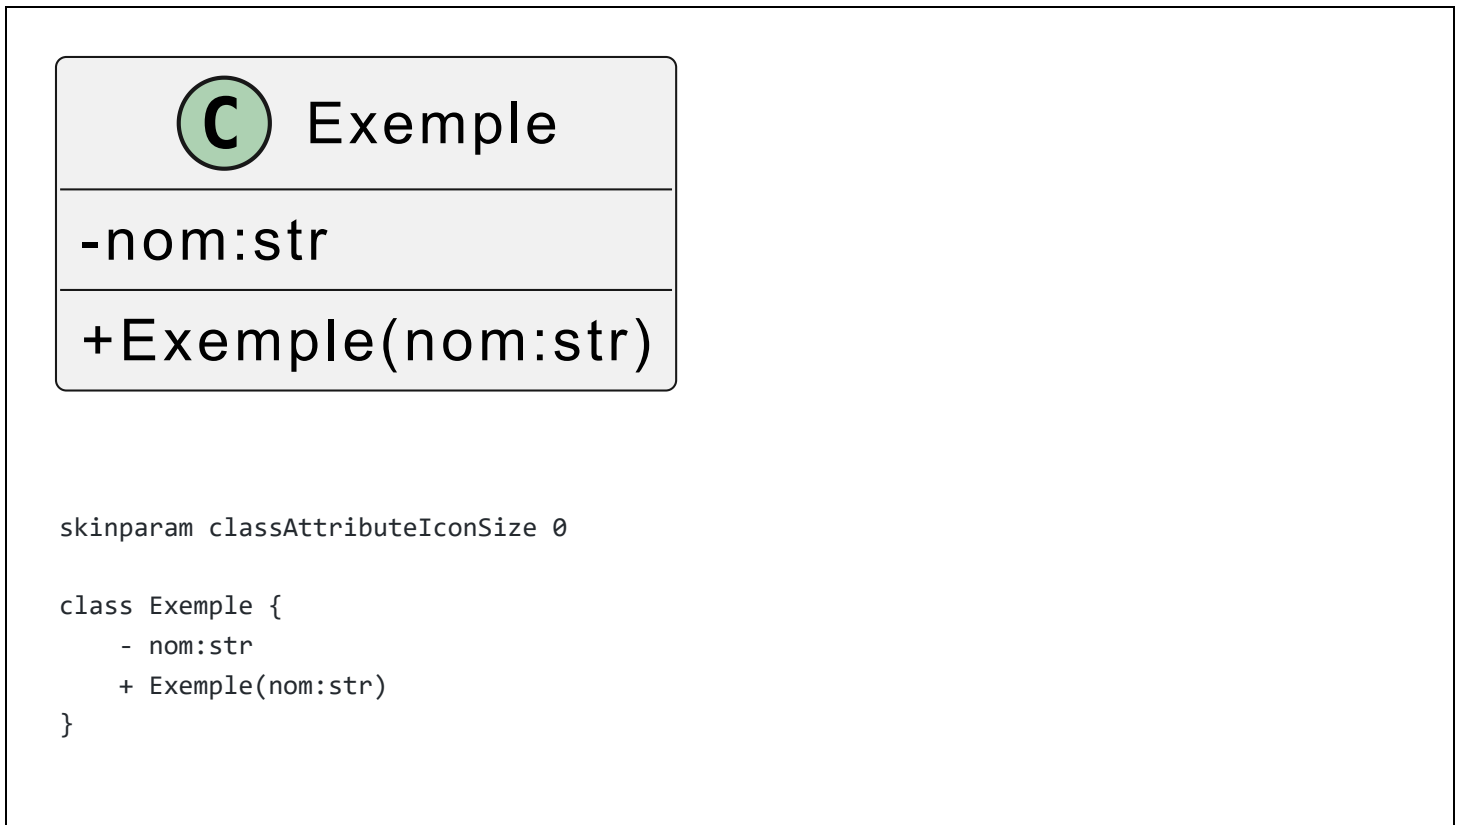 C Exemple
-nom:str
+Exemple(nom:str)
skinparam classAttributeIconSize 0
class Exemple {
    - nom:str
    + Exemple(nom:str)
}